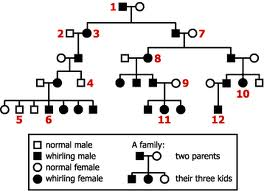 1
2 3 7
8
4 9 10
5 6 11 12
normal male
whirling male
normal female
whirling female
A family:
two parents
their three kids